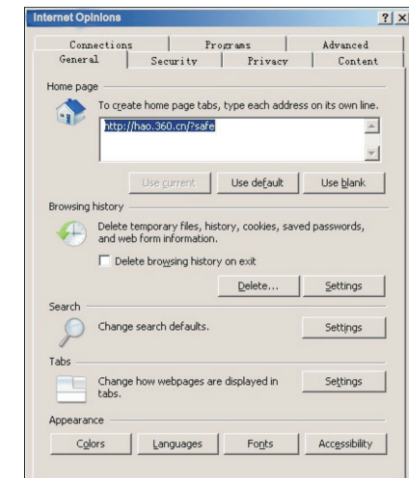 Internet Opinions
Connections Programs Advanced
General Security Privacy Content
Home page
To create home page tabs, type each address on its own line.
http://hao.360.cn/?safe
Use current Use default Use blank
Browsing history
Delete temporary files, history, cookies, saved passwords,
and web form information.
Delete browsing history on exit
Delete... Settings
Search
Change search defaults.
Settings
Tabs
Change how webpages are displayed in
tabs.
Settings
Appearance
Colors Languages Fonts Accessibility